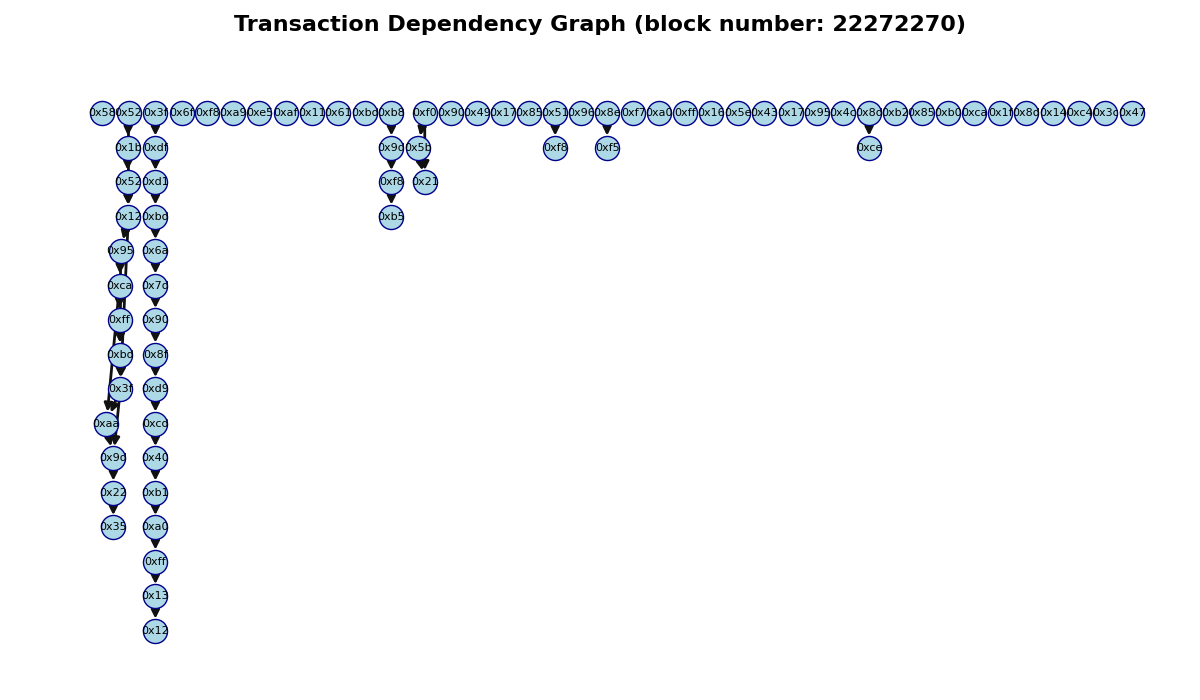 Transaction Dependency Graph (block number: 22272270)
0x58 0x52 0x3f 0x6f 0xf8 0xa9 0xe5 0xaf 0x11 0x61 0xbd 0xb8 0xf0 0x90 0x49 0x17 0x85 0x51 0x96 0x8e 0xf7 0xa0 0xff 0x16 0x5e 0x43 0x17 0x95 0x4c 0x8d 0xb2 0x85 0xb0 0xca 0x1f 0x8d 0x14 0xc4 0x3c 0x47
0x1b 0xdf 0x9d 0x5b 0xf8 0xf5 0xce
0x52 0xd1 0xf8 0x21
0x12 0xbd 0xb5
0x95 0x6a
0xca 0x7d
0xff 0x90
0xbd 0x8f
0x3f 0xd9
0xaa 0xcd
0x9d 0x40
0x22 0xb1
0x35 0xa0
0xff
0x13
0x12